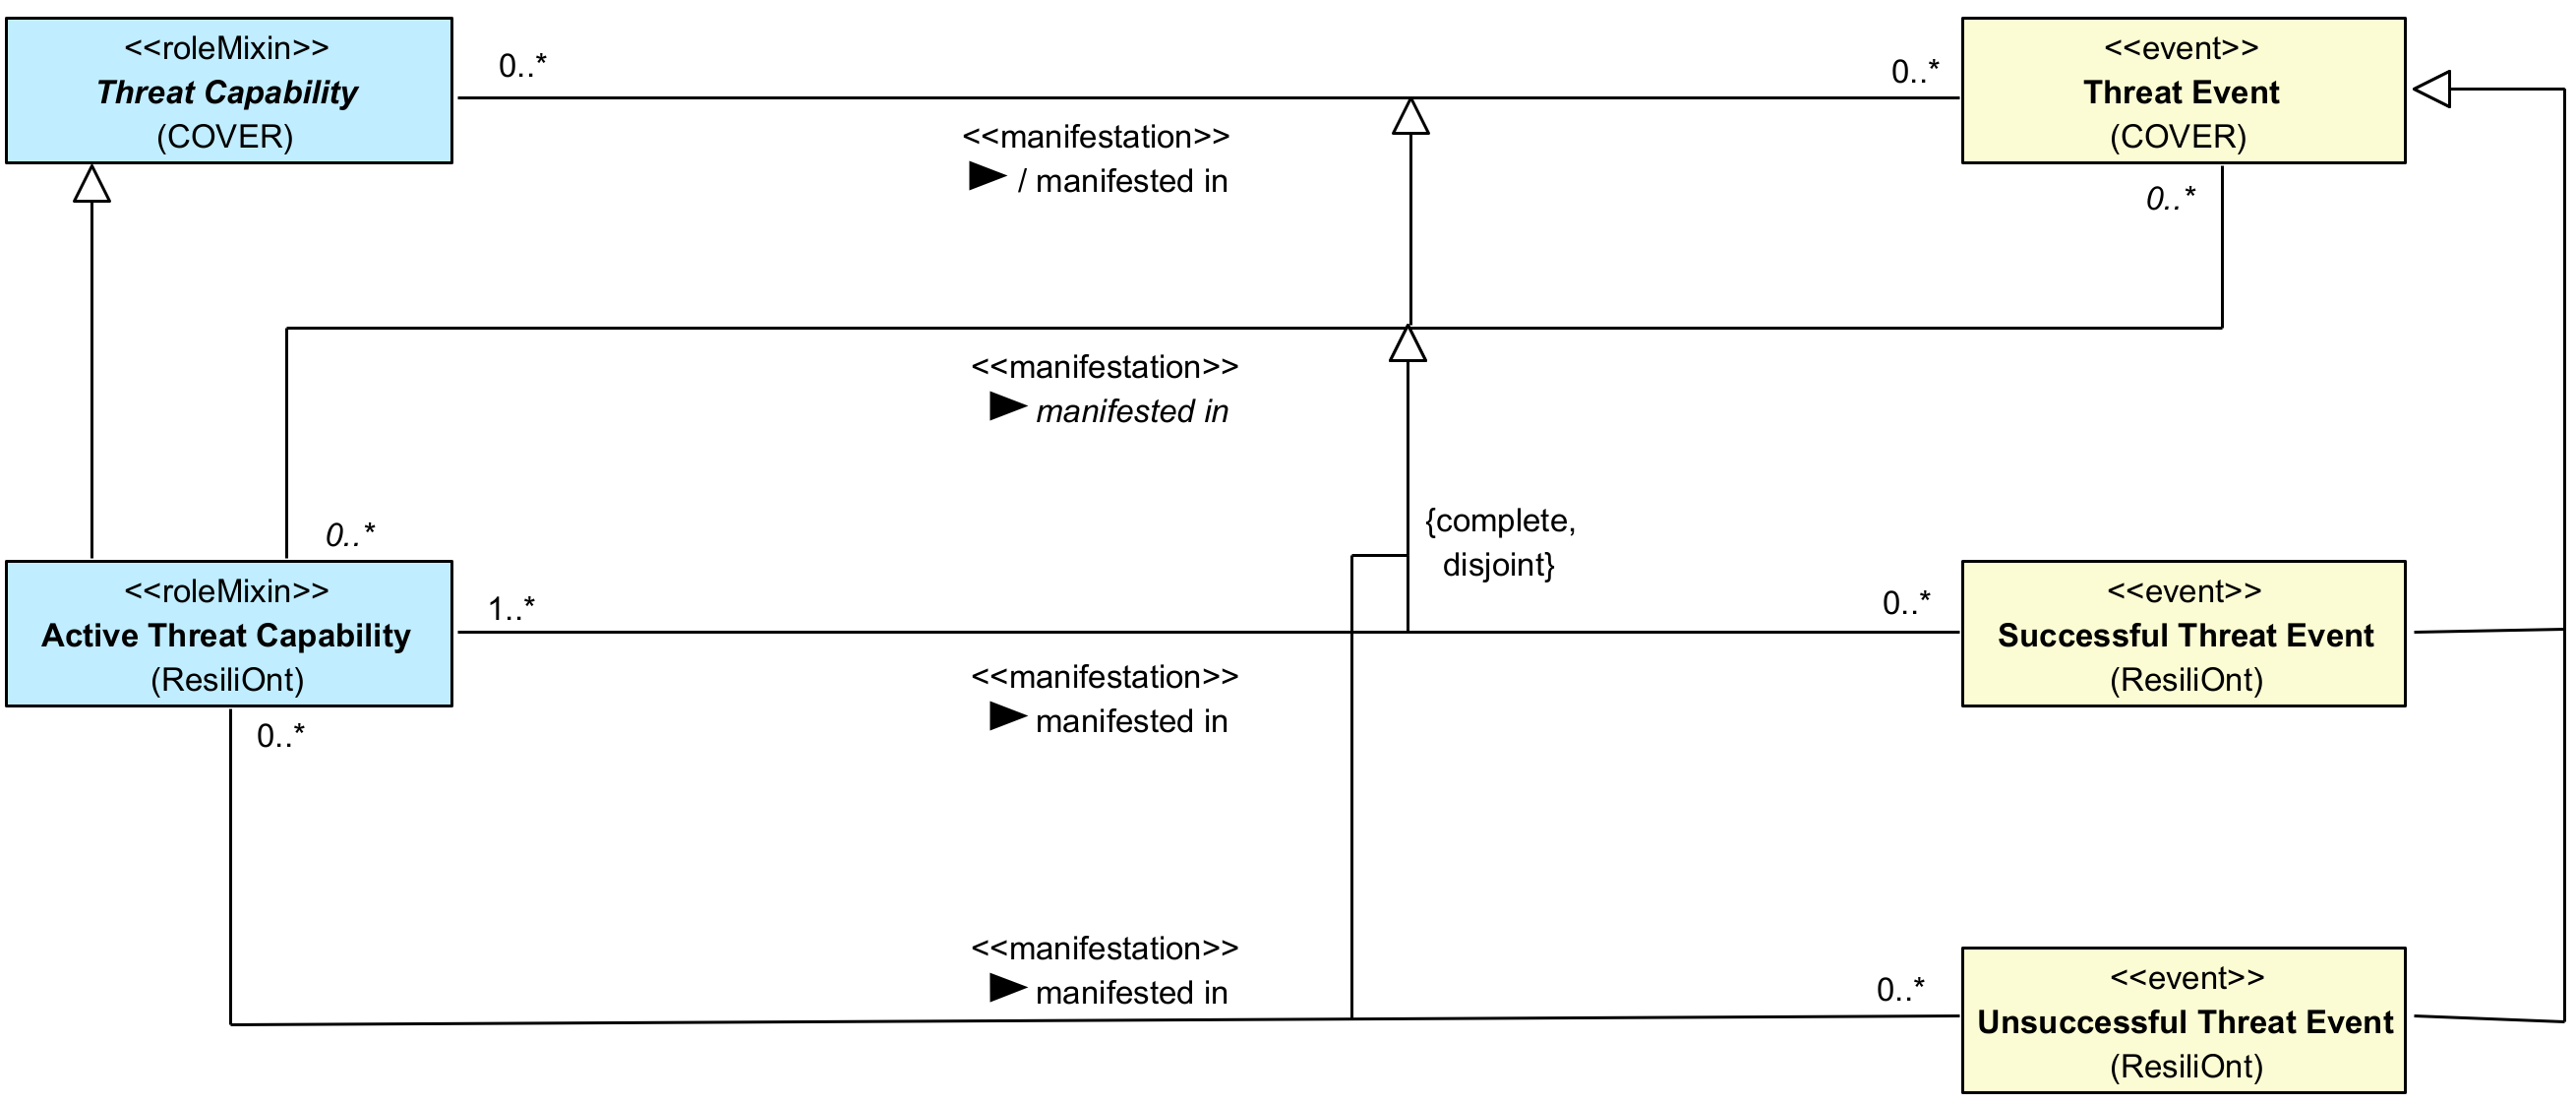 <<roleMixin>>
Threat Capability
(COVER)
0..*
0..*
<<event>>
Threat Event
(COVER)
<<manifestation>>
► / manifested in
0..*
<<manifestation>>
► manifested in
0..*
{complete,
disjoint}
<<roleMixin>>
Active Threat Capability
(ResiliOnt)
1..*
0..*
<<event>>
Successful Threat Event
(ResiliOnt)
<<manifestation>>
► manifested in
0..*
<<manifestation>>
► manifested in
0..*
<<event>>
Unsuccessful Threat Event
(ResiliOnt)